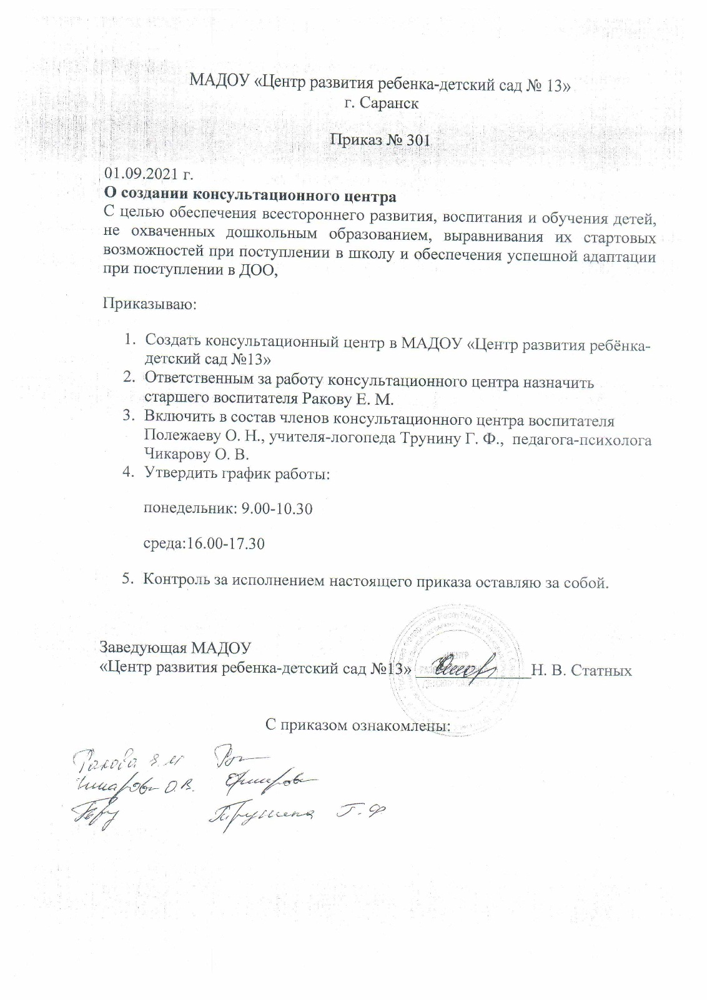 МАДОУ «Центр развития ребенка-детский сад № 13»
г. Саранск
Приказ № 301
01.09.2021 г.
О создании консультационного центра
С целью обеспечения всестороннего развития, воспитания и обучения детей,
не охваченных дошкольным образованием, выравнивания их стартовых
возможностей при поступлении в школу и обеспечения успешной адаптации
при поступлении в ДОО,
Приказываю:
1. Создать консультационный центр в МАДОУ «Центр развития ребёнка-
детский сад №13»
2. Ответственным за работу консультационного центра назначить
старшего воспитателя Ракову Е. М.
3. Включить в состав членов консультационного центра воспитателя
Полежаеву О. Н., учителя-логопеда Трунину Г. Ф., педагога-психолога
Чикарову О. В.
4. Утвердить график работы:
понедельник: 9.00-10.30
среда:16.00-17.30
5. Контроль за исполнением настоящего приказа оставляю за собой.
Заведующая МАДОУ
«Центр развития ребенка-детский сад №13» Н. В. Статных
С приказом ознакомлены:
Ракова Е.М
Чикарова О.В.
Трунина Г.Ф